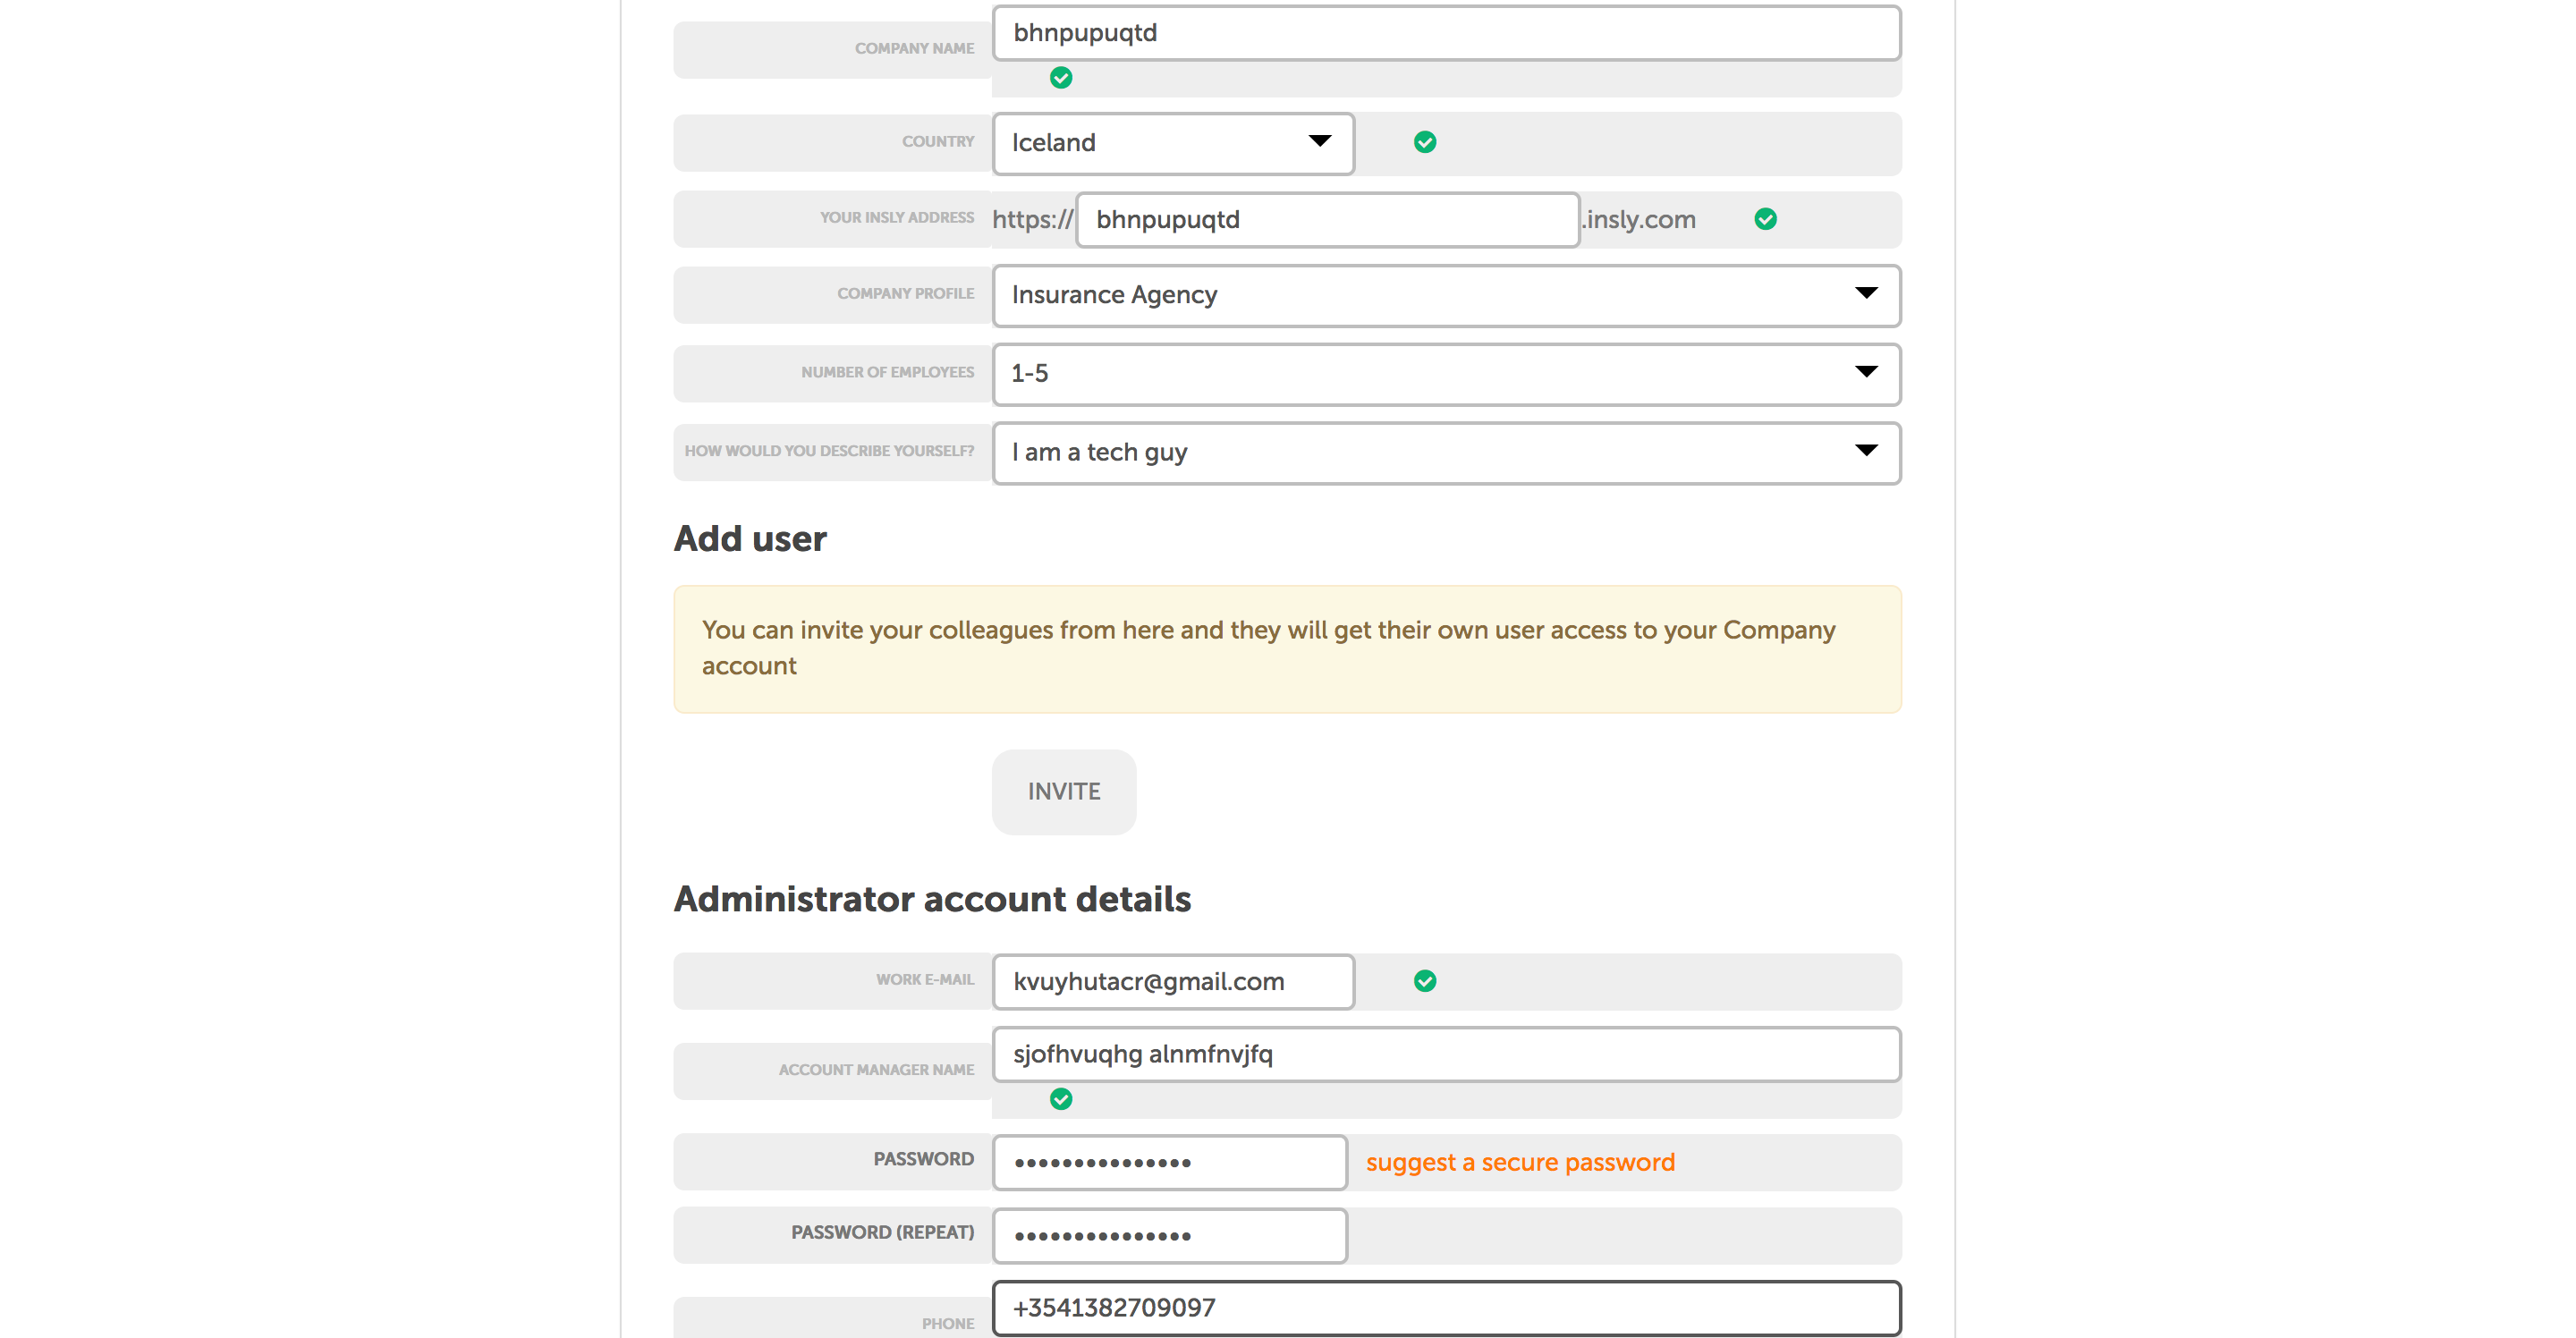 COMPANY NAME bhnpupuqtd
COUNTRY Iceland
YOUR INSLY ADDRESS https:// bhnpupuqtd .insly.com
COMPANY PROFILE Insurance Agency
NUMBER OF EMPLOYEES 1-5
HOW WOULD YOU DESCRIBE YOURSELF? I am a tech guy
Add user
You can invite your colleagues from here and they will get their own user access to your Company
account
INVITE
Administrator account details
WORK E-MAIL kvuyhutacr@gmail.com
ACCOUNT MANAGER NAME sjofhvuqhg alnmfnvjfq
PASSWORD ••••••••••••••• suggest a secure password
PASSWORD (REPEAT) •••••••••••••••
PHONE +3541382709097